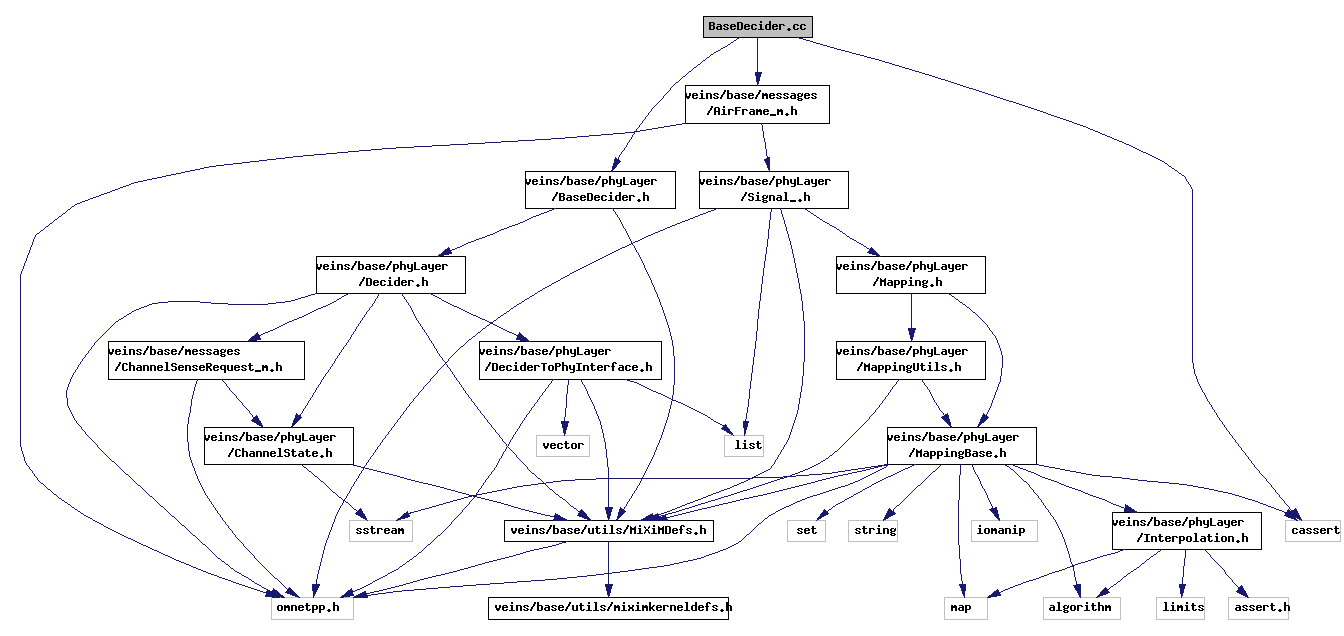 BaseDecider.cc
veins/base/messages
/AirFrame_m.h
veins/base/phyLayer
/BaseDecider.h
veins/base/phyLayer
/Signal_.h
veins/base/phyLayer
/Decider.h
veins/base/phyLayer
/Mapping.h
veins/base/messages
/ChannelSenseRequest_m.h
veins/base/phyLayer
/DeciderToPhyInterface.h
veins/base/phyLayer
/MappingUtils.h
veins/base/phyLayer
/ChannelState.h
vector
list
veins/base/phyLayer
/MappingBase.h
sstream
veins/base/utils/MiXiMDefs.h
set
string
iomanip
veins/base/phyLayer
/Interpolation.h
cassert
omnetpp.h
veins/base/utils/miximkerneldefs.h
map
algorithm
limits
assert.h